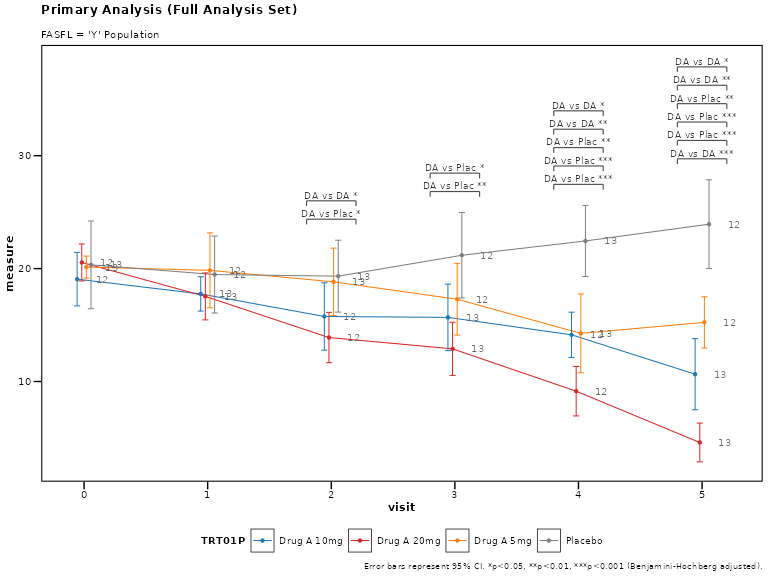 Primary Analysis (Full Analysis Set)
FASFL = 'Y' Population
DA vs DA *
DA vs DA **
DA vs Plac **
DA vs Plac ***
DA vs Plac ***
DA vs DA ***
DA vs DA *
DA vs DA **
DA vs Plac **
DA vs Plac ***
DA vs Plac ***
DA vs Plac *
DA vs Plac **
DA vs DA *
DA vs Plac *
30
20
10
measure
12
13
12
13
12
12
13
13
13
13
12
12
12
12
13
13
13
12
13
12
12
12
13
13
0
1
2
3
4
5
visit
TRT01P
Drug A 10mg
Drug A 20mg
Drug A 5mg
Placebo
Error bars represent 95% CI. *p<0.05, **p<0.01, ***p<0.001 (Benjamini-Hochberg adjusted).